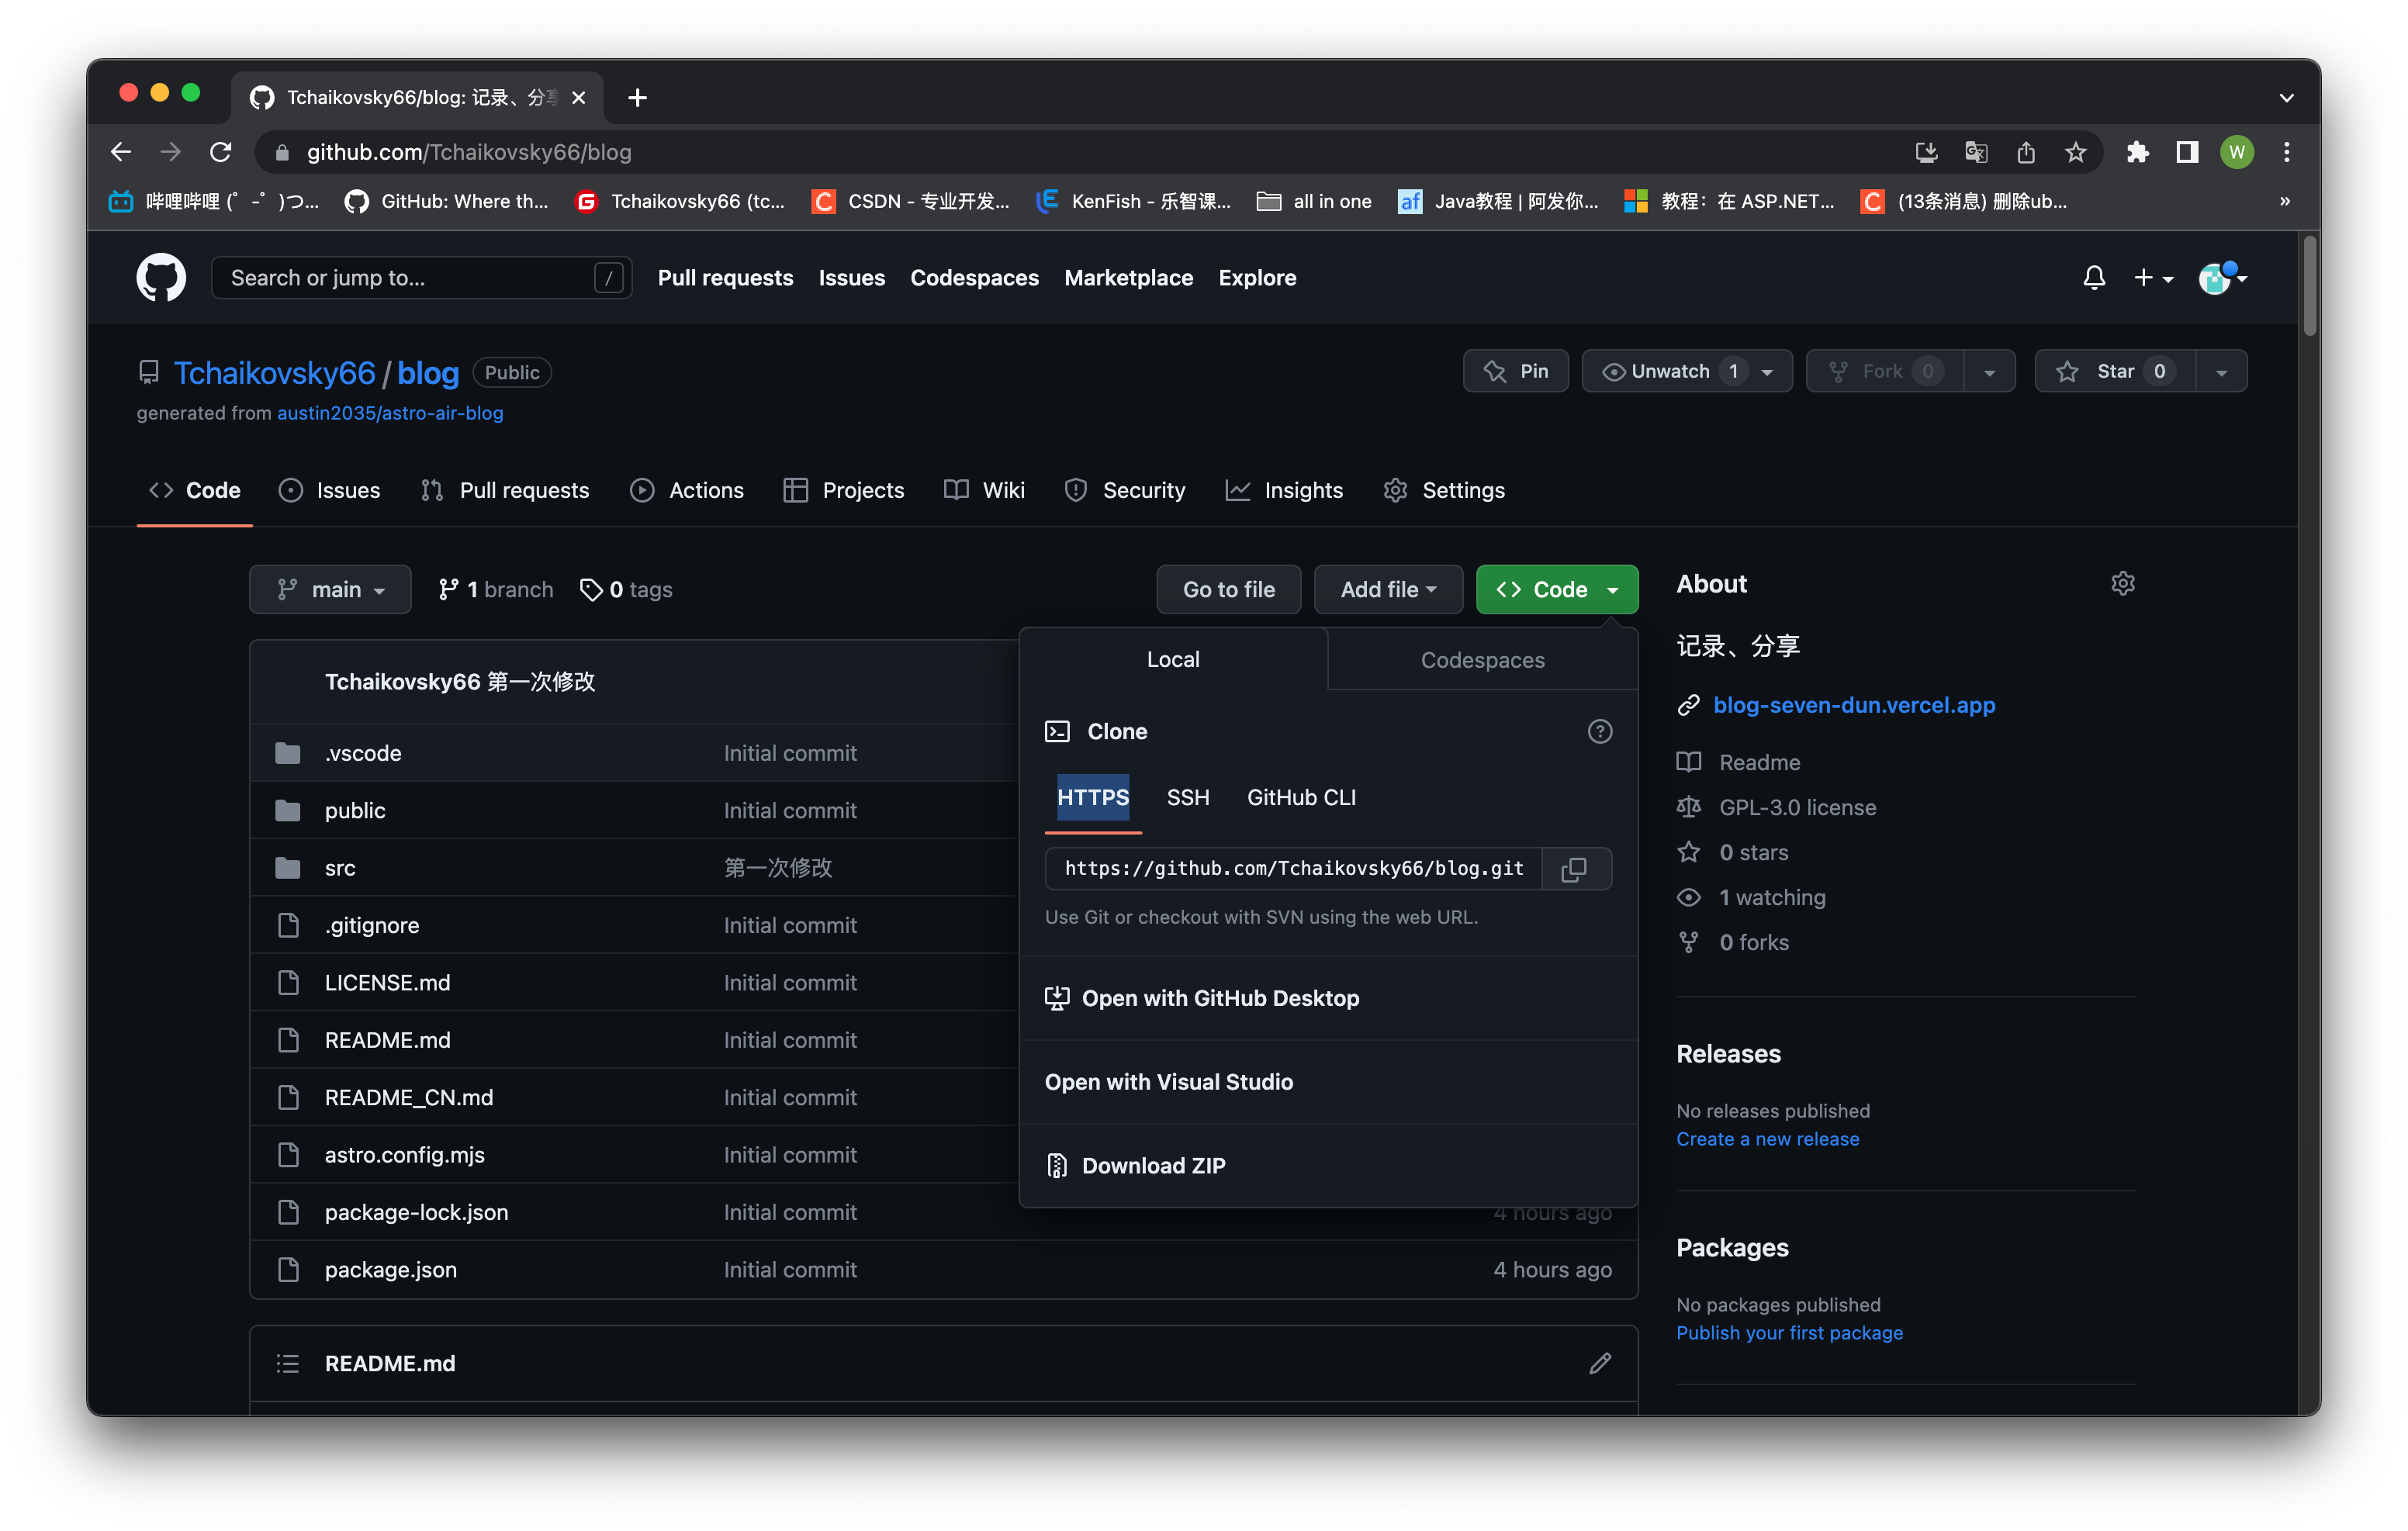 Tchaikovsky66/blog: 记录、分享
github.com/Tchaikovsky66/blog
W
哔哩哔哩 (゜-゜)つ... GitHub: Where th... Tchaikovsky66 (tc... CSDN - 专业开发... KenFish - 乐智课... all in one af Java教程 | 阿发你... 教程：在 ASP.NET... (13条消息) 删除ub... »
Search or jump to... / Pull requests Issues Codespaces Marketplace Explore
Tchaikovsky66 / blog Public Pin Unwatch 1 Fork 0 Star 0
generated from austin2035/astro-air-blog
Code Issues Pull requests Actions Projects Wiki Security Insights Settings
main 1 branch 0 tags Go to file Add file Code
Tchaikovsky66 第一次修改
.vscode Initial commit
public Initial commit
src 第一次修改
.gitignore Initial commit
LICENSE.md Initial commit
README.md Initial commit
README_CN.md Initial commit
astro.config.mjs Initial commit
package-lock.json Initial commit 4 hours ago
package.json Initial commit 4 hours ago
README.md
Local Codespaces
Clone
HTTPS SSH GitHub CLI
https://github.com/Tchaikovsky66/blog.git
Use Git or checkout with SVN using the web URL.
Open with GitHub Desktop
Open with Visual Studio
Download ZIP
About
记录、分享
blog-seven-dun.vercel.app
Readme
GPL-3.0 license
0 stars
1 watching
0 forks
Releases
No releases published
Create a new release
Packages
No packages published
Publish your first package